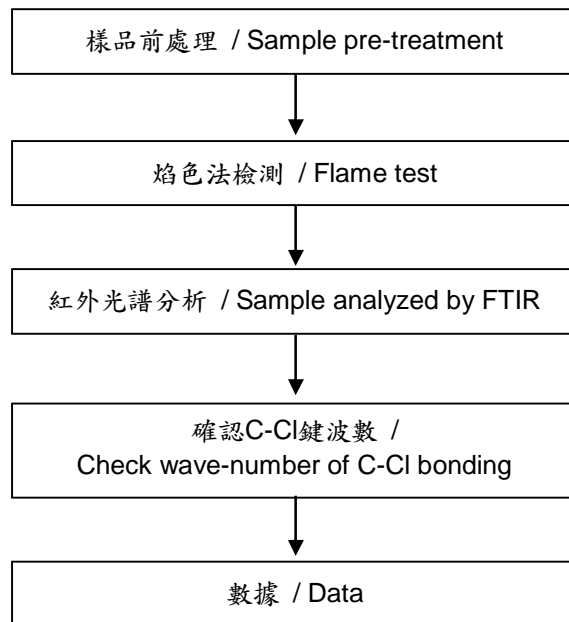 樣品前處理 / Sample pre-treatment
焰色法檢測 / Flame test
紅外光譜分析 / Sample analyzed by FTIR
確認C-Cl鍵波數 /
Check wave-number of C-Cl bonding
數據 / Data